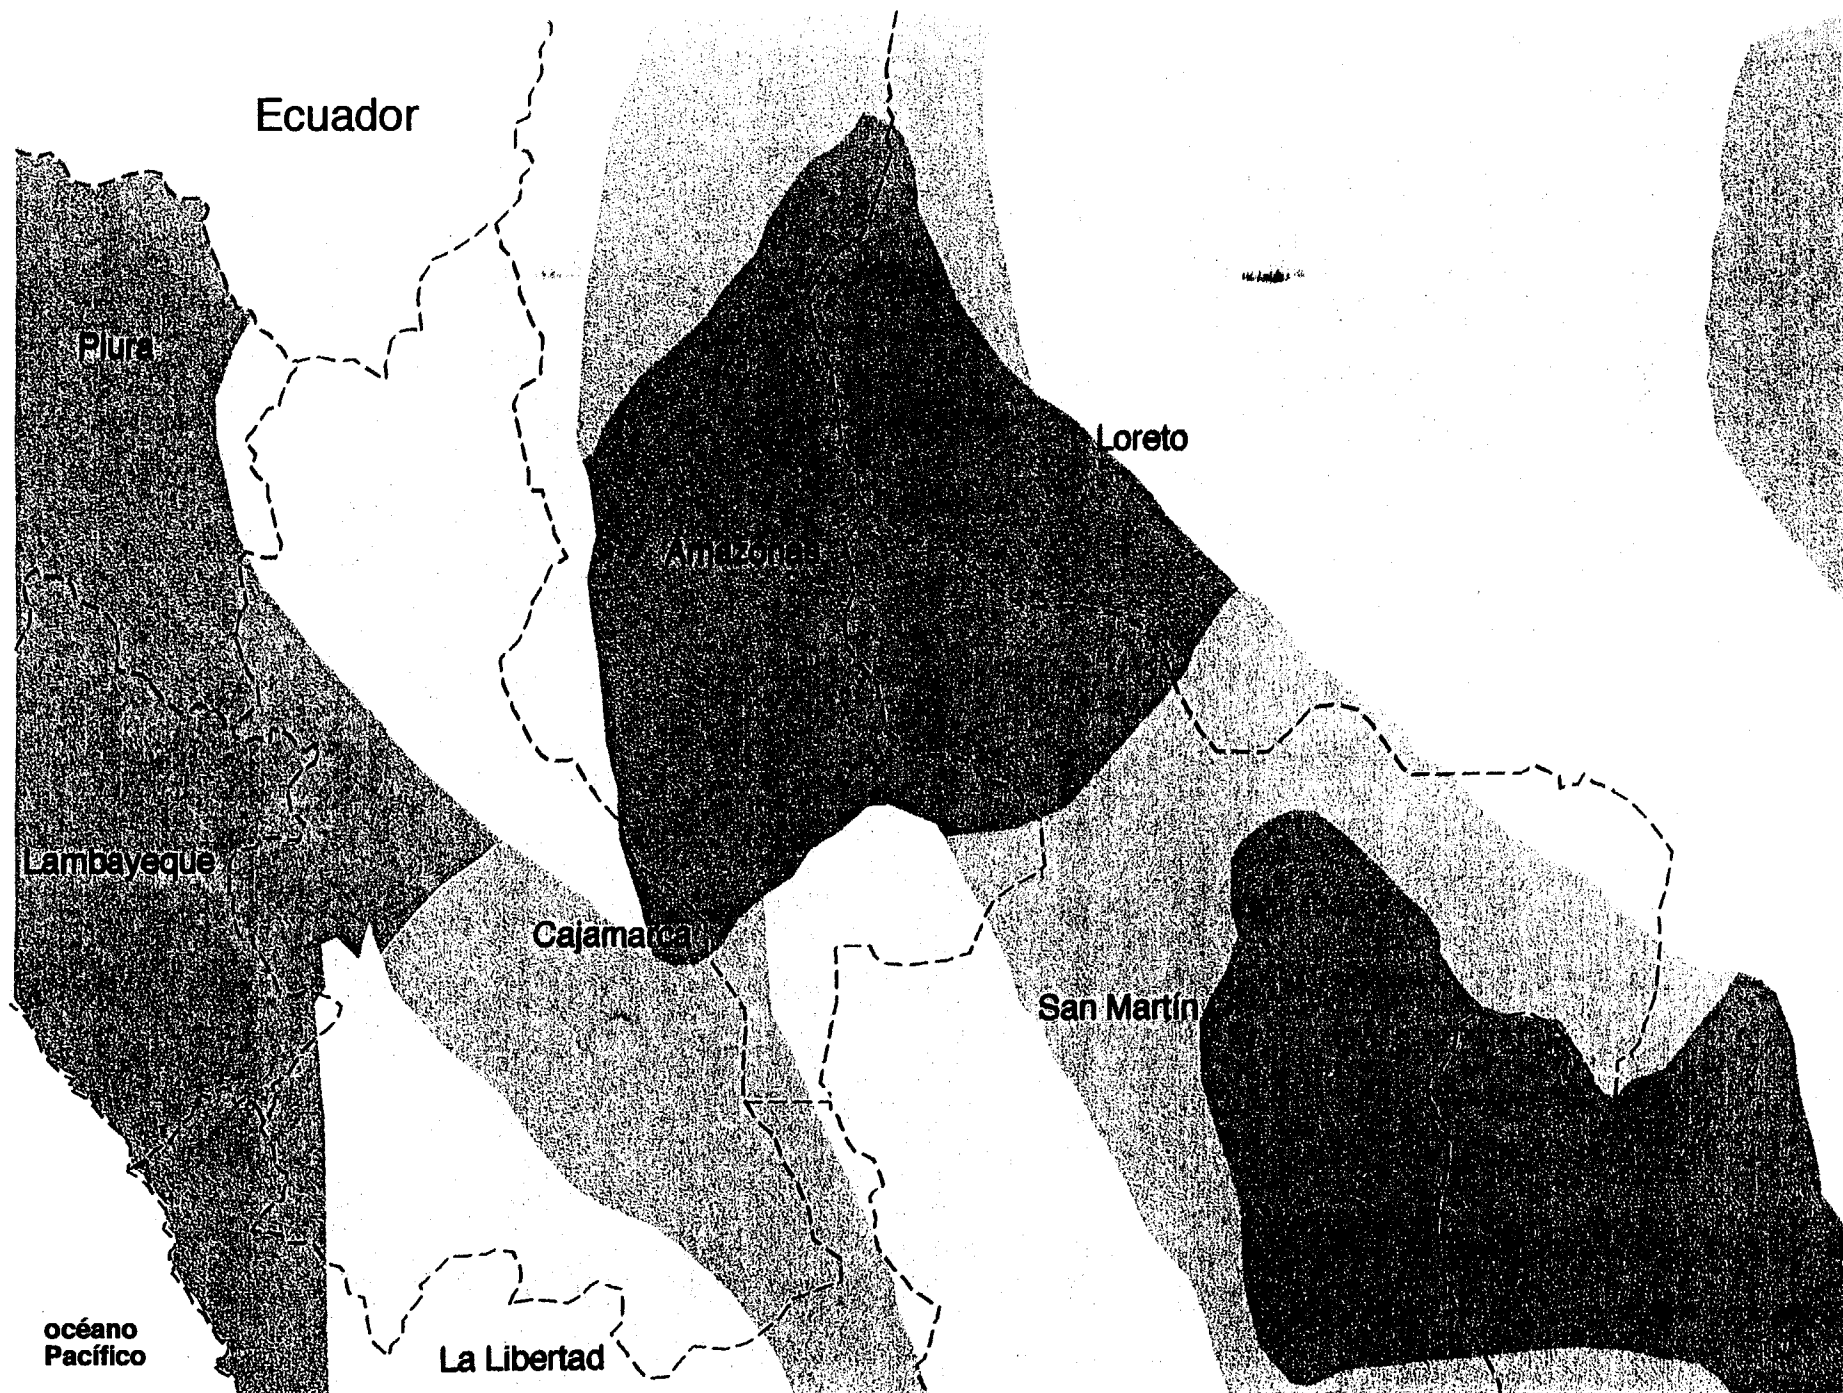 Ecuador
Piura
Loreto
Amazonas
Lambayeque
Cajamarca
San Martín
océano
Pacífico
La Libertad